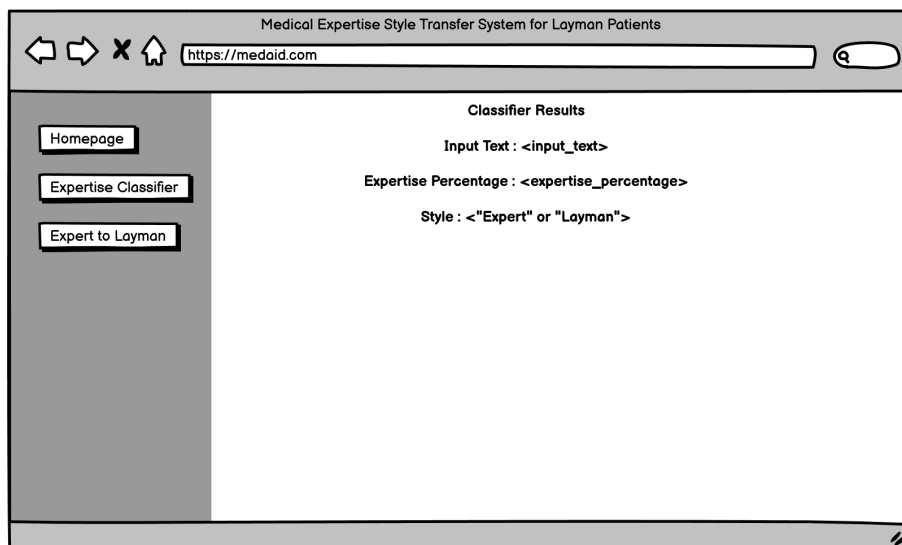 Medical Expertise Style Transfer System for Layman Patients
https://medaid.com
Homepage
Expertise Classifier
Expert to Layman
Classifier Results
Input Text : <input_text>
Expertise Percentage : <expertise_percentage>
Style : <"Expert" or "Layman">